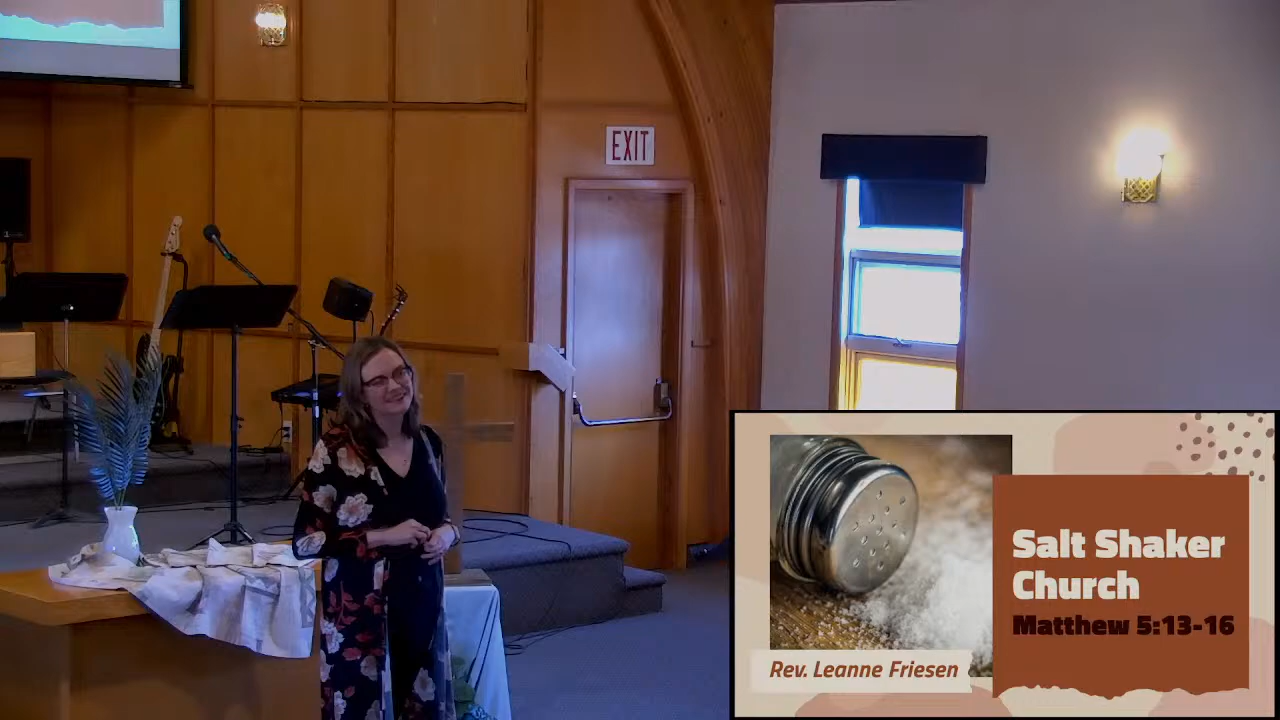 EXIT
Salt Shaker
Church
Matthew 5:13-16
Rev. Leanne Friesen